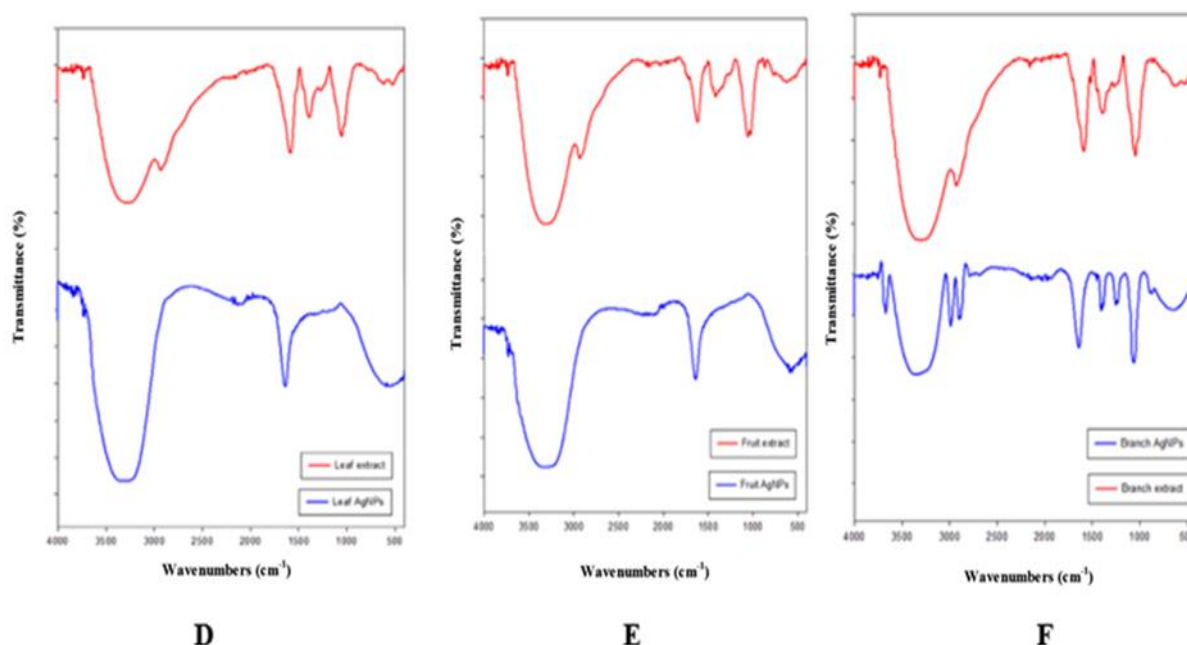 Transmittance (%)
Leaf extract
Leaf AgNPs
4000 3500 3000 2500 2000 1500 1000 500
Wavenumbers (cm⁻¹)
D
Transmittance (%)
Fruit extract
Fruit AgNPs
4000 3500 3000 2500 2000 1500 1000 500
Wavenumbers (cm⁻¹)
E
Transmittance (%)
Branch AgNPs
Branch extract
4000 3500 3000 2500 2000 1500 1000
Wavenumbers (cm⁻¹)
F